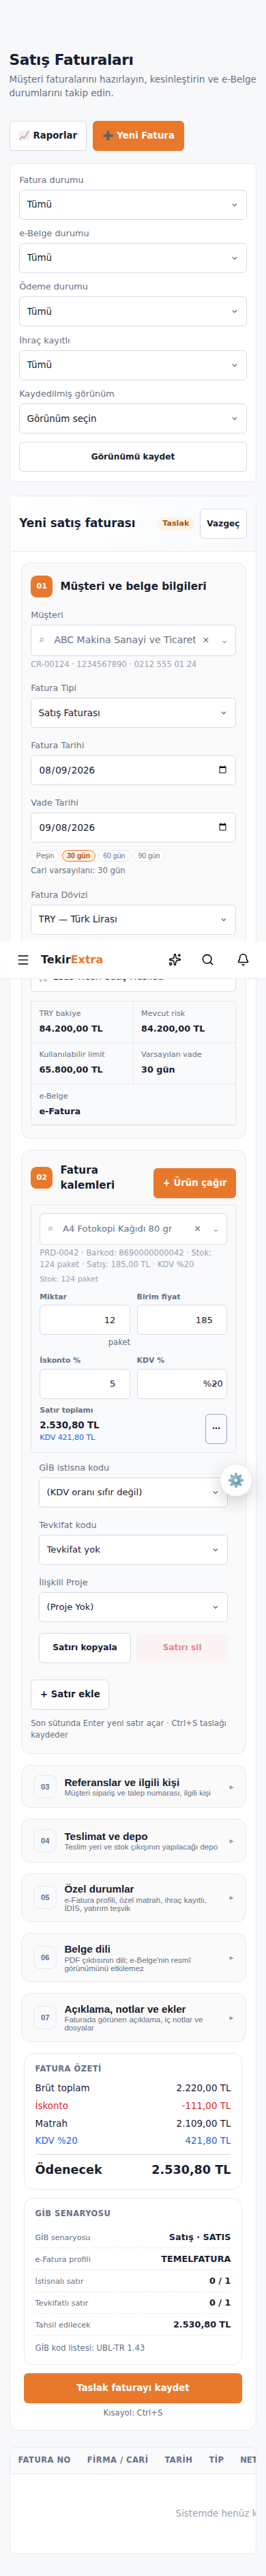 Satış Faturaları
Müşteri faturalarını hazırlayın, kesinleştirin ve e-Belge
durumlarını takip edin.
📈 Raporlar
➕ Yeni Fatura
Fatura durumu
Tümü
e-Belge durumu
Tümü
Ödeme durumu
Tümü
İhraç kayıtlı
Tümü
Kaydedilmiş görünüm
Görünüm seçin
Görünümü kaydet
Yeni satış faturası
Taslak
Vazgeç
01
Müşteri ve belge bilgileri
Müşteri
ABC Makina Sanayi ve Ticaret
CR-00124 · 1234567890 · 0212 555 01 24
Fatura Tipi
Satış Faturası
Fatura Tarihi
08/09/2026
Vade Tarihi
09/08/2026
Peşin 30 gün 60 gün 90 gün
Cari varsayılanı: 30 gün
Fatura Dövizi
TRY — Türk Lirası
TekirExtra
TRY bakiye
84.200,00 TL
Mevcut risk
84.200,00 TL
Kullanılabilir limit
65.800,00 TL
Varsayılan vade
30 gün
e-Belge
e-Fatura
02
Fatura
kalemleri
+ Ürün çağır
A4 Fotokopi Kağıdı 80 gr
PRD-0042 · Barkod: 8690000000042 · Stok:
124 paket · Satış: 185,00 TL · KDV %20
Stok: 124 paket
Miktar
12
paket
Birim fiyat
185
İskonto %
5
KDV %
%20
Satır toplamı
2.530,80 TL
KDV 421,80 TL
GİB istisna kodu
(KDV oranı sıfır değil)
Tevkifat kodu
Tevkifat yok
İlişkili Proje
(Proje Yok)
Satırı kopyala
Satırı sil
+ Satır ekle
Son sütunda Enter yeni satır açar · Ctrl+S taslağı
kaydeder
03
Referanslar ve ilgili kişi
Müşteri sipariş ve talep numarası, ilgili kişi
04
Teslimat ve depo
Teslim yeri ve stok çıkışının yapılacağı depo
05
Özel durumlar
e-Fatura profili, özel matrah, ihraç kayıtlı,
İDİS, yatırım teşvik
06
Belge dili
PDF çıktısının dili; e-Belge'nin resmî
görünümünü etkilemez
07
Açıklama, notlar ve ekler
Faturada görünen açıklama, iç notlar ve
dosyalar
FATURA ÖZETİ
Brüt toplam 2.220,00 TL
İskonto -111,00 TL
Matrah 2.109,00 TL
KDV %20 421,80 TL
Ödenecek 2.530,80 TL
GİB SENARYOSU
GİB senaryosu Satış · SATIS
e-Fatura profili TEMELFATURA
İstisnalı satır 0 / 1
Tevkifatlı satır 0 / 1
Tahsil edilecek 2.530,80 TL
GİB kod listesi: UBL-TR 1.43
Taslak faturayı kaydet
Kısayol: Ctrl+S
FATURA NO FİRMA / CARİ TARİH TİP NET
Sistemde henüz k